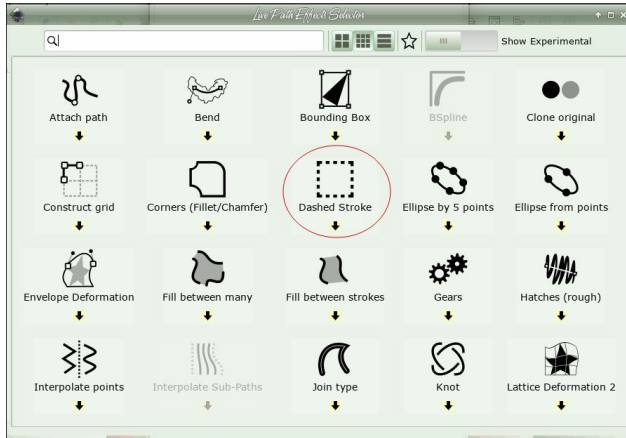 Live Path Effects Selector
Show Experimental
Attach path
Bend
Bounding Box
BSpline
Clone original
Construct grid
Corners (Fillet/Chamfer)
Dashed Stroke
Ellipse by 5 points
Ellipse from points
Envelope Deformation
Fill between many
Fill between strokes
Gears
Hatches (rough)
Interpolate points
Interpolate Sub-Paths
Join type
Knot
Lattice Deformation 2